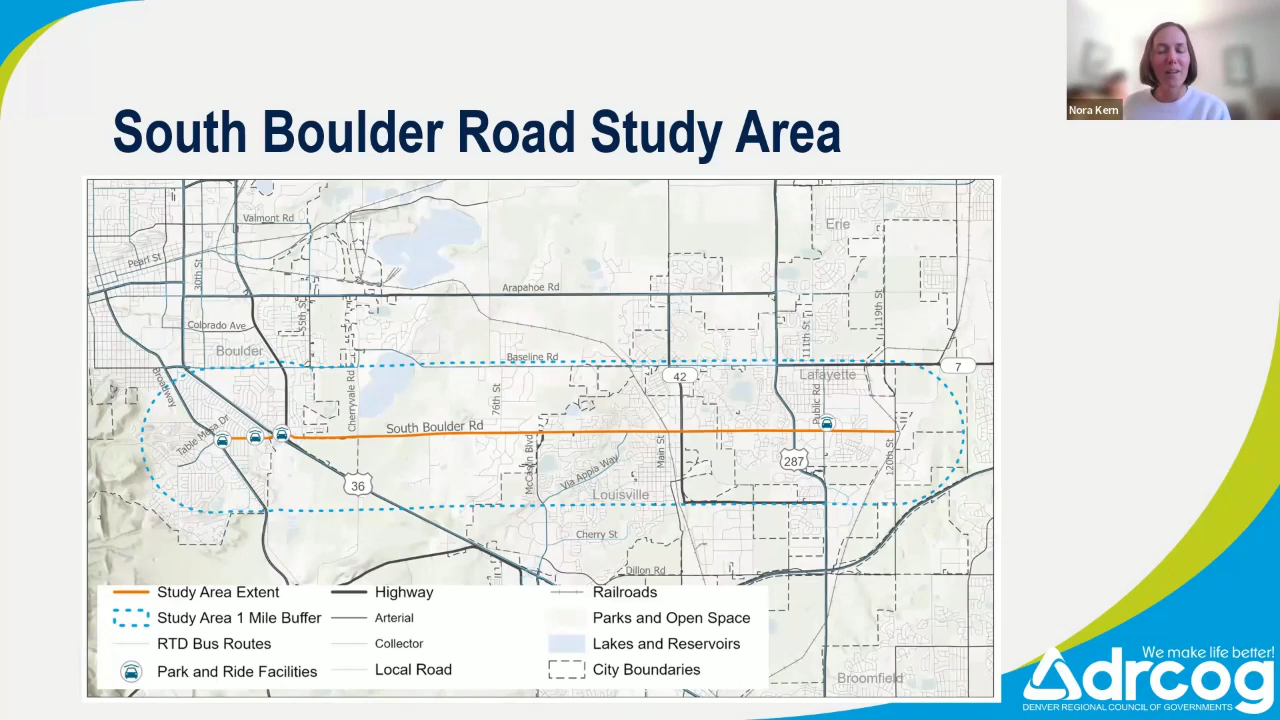 Nora Kern
South Boulder Road Study Area
Valmont Rd
Erie
Pearl St
30th St
Arapahoe Rd
55th St
119th St
Colorado Ave
111th St
Boulder
Baseline Rd
7
42
Lafayette
Broadway
Cherryvale Rd
76th St
Public Rd
Table Mesa Dr
South Boulder Rd
McCaslin Blvd
Main St
120th St
287
Via Appia Way
36
Louisville
Cherry St
Dillon Rd
Study Area Extent
Highway
Railroads
Study Area 1 Mile Buffer
Arterial
Parks and Open Space
RTD Bus Routes
Collector
Lakes and Reservoirs
Park and Ride Facilities
Local Road
City Boundaries
Broomfield
We make life better!
drcog
DENVER REGIONAL COUNCIL OF GOVERNMENTS